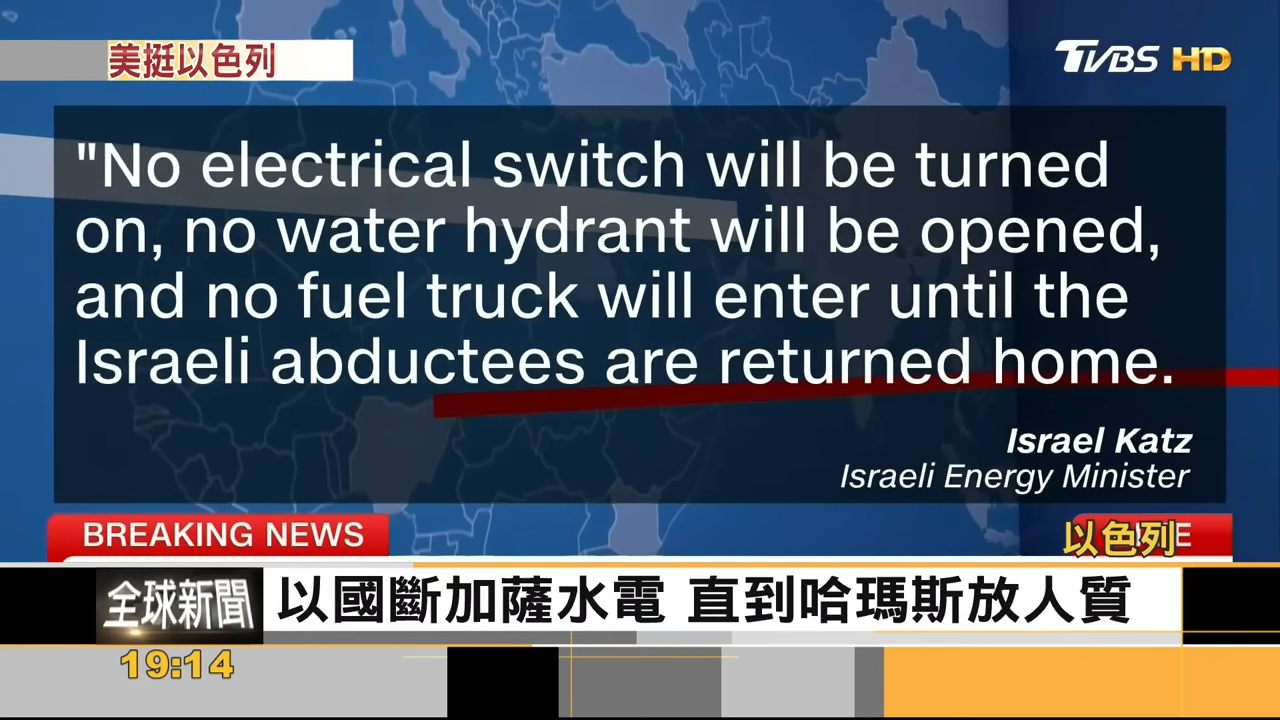 美挺以色列
TVBS HD
"No electrical switch will be turned
on, no water hydrant will be opened,
and no fuel truck will enter until the
Israeli abductees are returned home.
Israel Katz
Israeli Energy Minister
BREAKING NEWS
以色列
全球新聞
以國斷加薩水電 直到哈瑪斯放人質
19:14